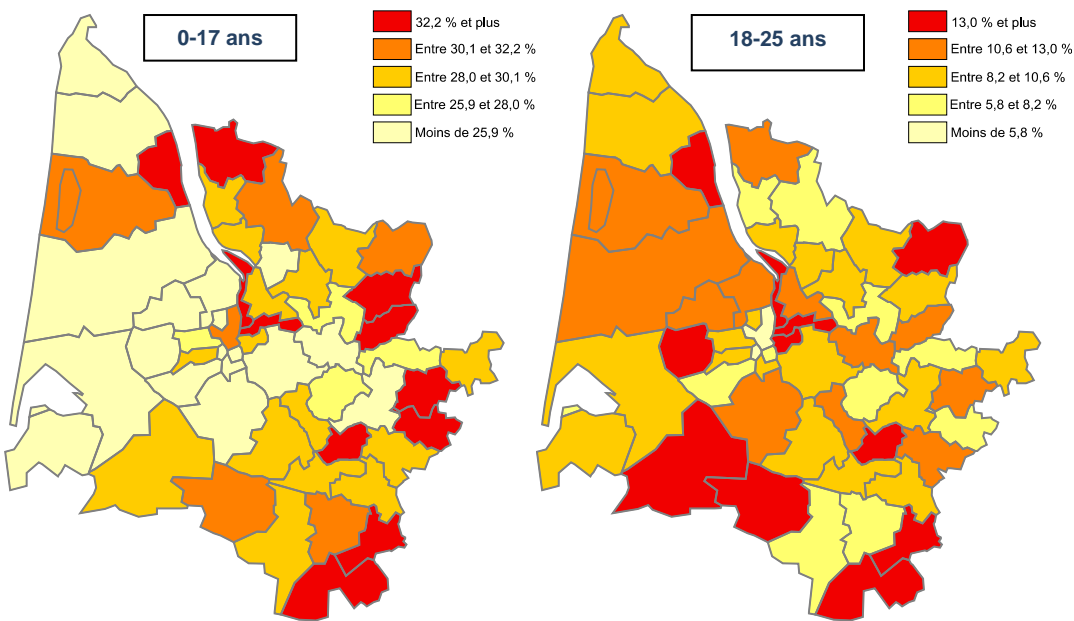 0-17 ans
32,2 % et plus
Entre 30,1 et 32,2 %
Entre 28,0 et 30,1 %
Entre 25,9 et 28,0 %
Moins de 25,9 %
18-25 ans
13,0 % et plus
Entre 10,6 et 13,0 %
Entre 8,2 et 10,6 %
Entre 5,8 et 8,2 %
Moins de 5,8 %